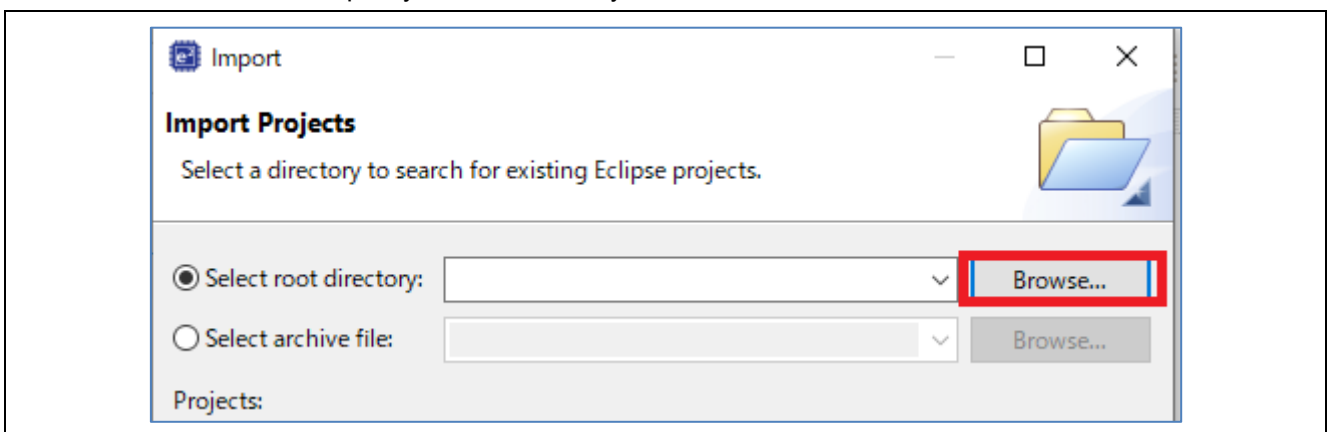 Import
Import Projects
Select a directory to search for existing Eclipse projects.
Select root directory: Browse...
Select archive file: Browse...
Projects: